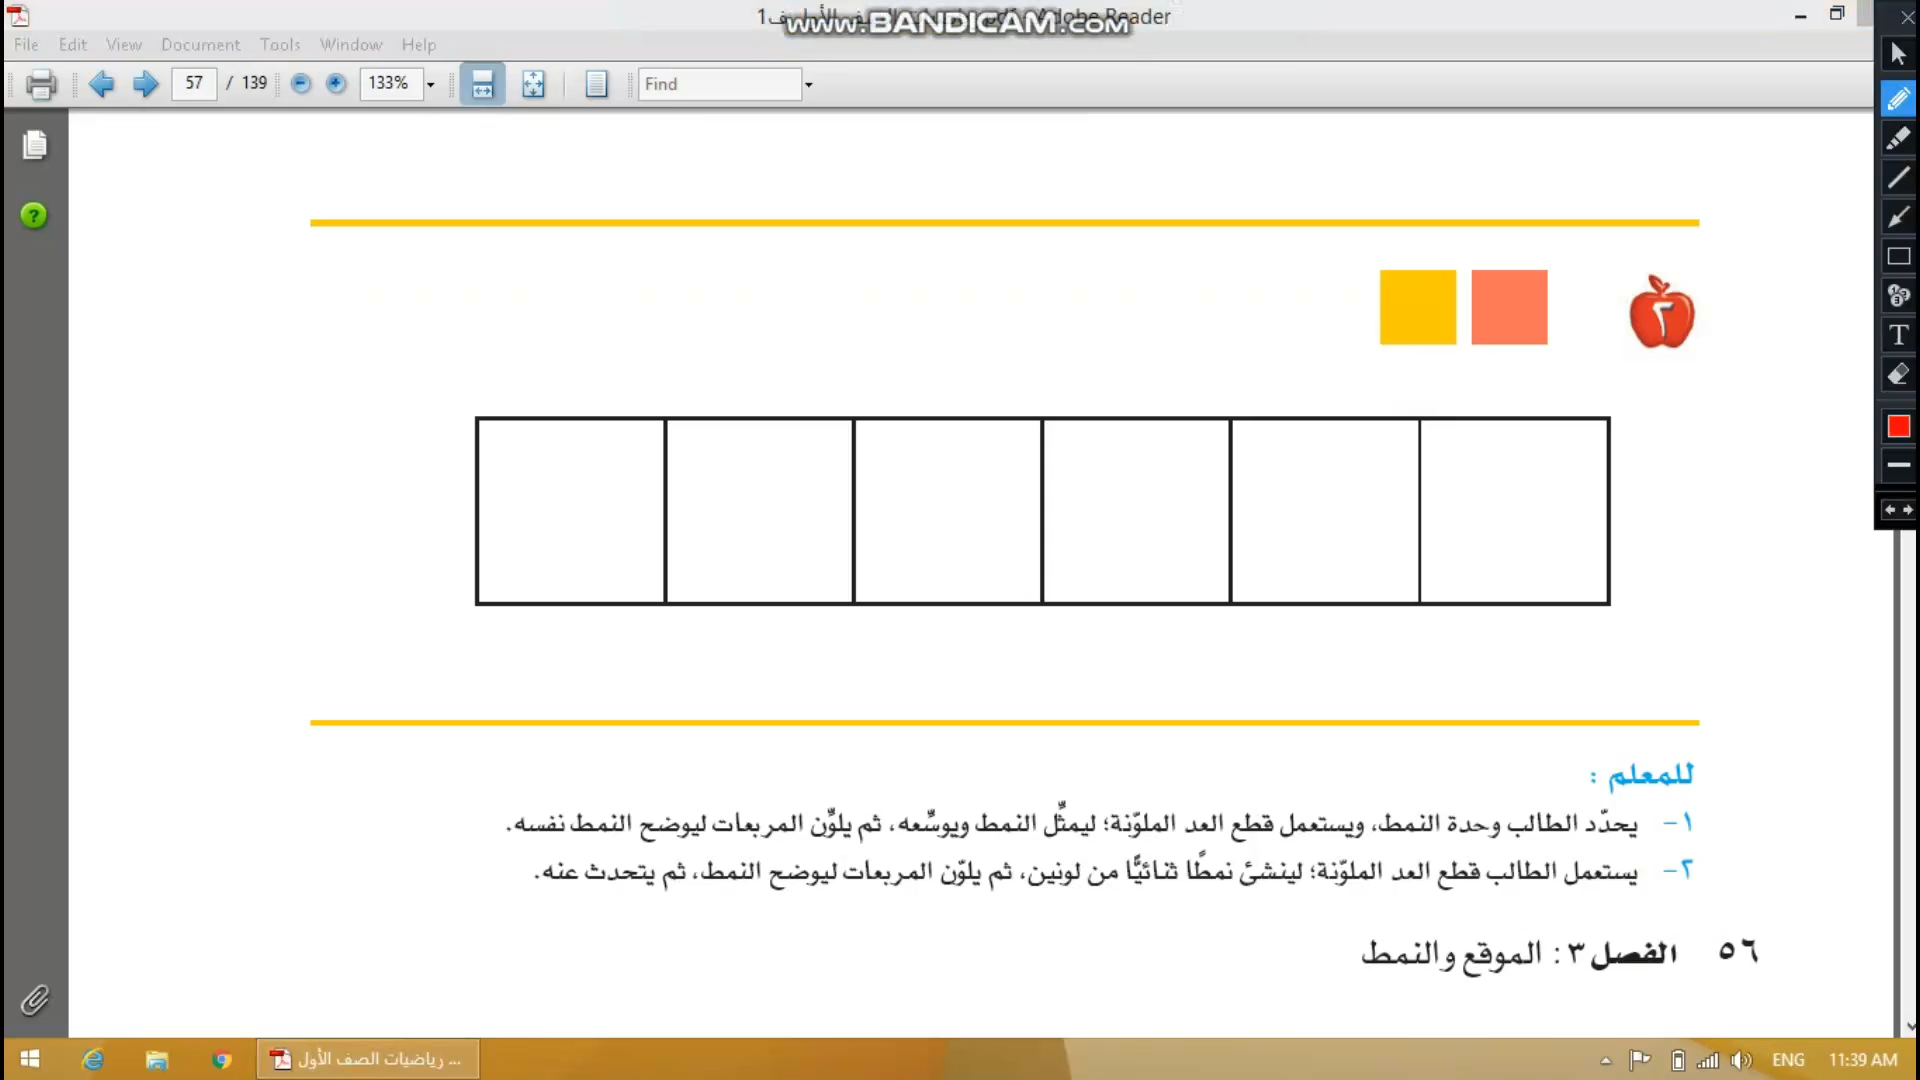 Adobe Reader
www.BANDICAM.com
File Edit View Document Tools Window Help
57 / 139 133% Find
٢
للمعلم :
١- يحدّد الطالب وحدة النمط، ويستعمل قطع العد الملوّنة؛ ليمثِّل النمط ويوسِّعه، ثم يلوِّن المربعات ليوضح النمط نفسه.
٢- يستعمل الطالب قطع العد الملوّنة؛ لينشئ نمطًا ثنائيًّا من لونين، ثم يلوّن المربعات ليوضح النمط، ثم يتحدث عنه.
٥٦ الفصل ٣: الموقع والنمط
رياضيات الصف الأول ...
ENG 11:39 AM